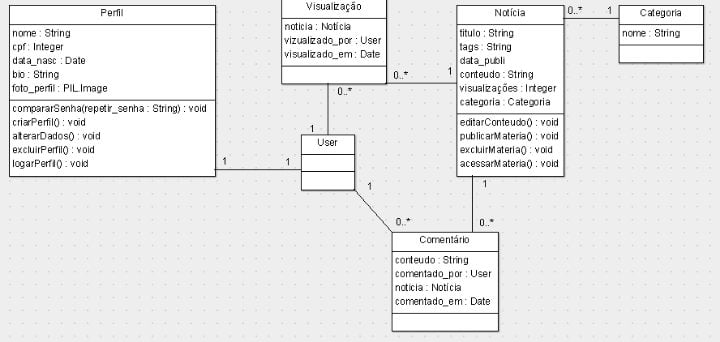 Perfil
nome : String
cpf : Integer
data_nasc : Date
bio : String
foto_perfil : PIL.Image
compararSenha(repetir_senha : String) : void
criarPerfil() : void
alterarDados() : void
excluirPerfil() : void
logarPerfil() : void
Visualização
noticia : Notícia
vizualizado_por : User
visualizado_em : Date
Notícia
titulo : String
tags : String
data_publi
conteudo : String
visualizações : Integer
categoria : Categoria
editarConteudo() : void
publicarMateria() : void
excluirMateria() : void
acessarMateria() : void
0..*
1
Categoria
nome : String
0..*
1
0..*
1
User
1
1
1
0..*
1
0..*
Comentário
conteudo : String
comentado_por : User
noticia : Notícia
comentado_em : Date